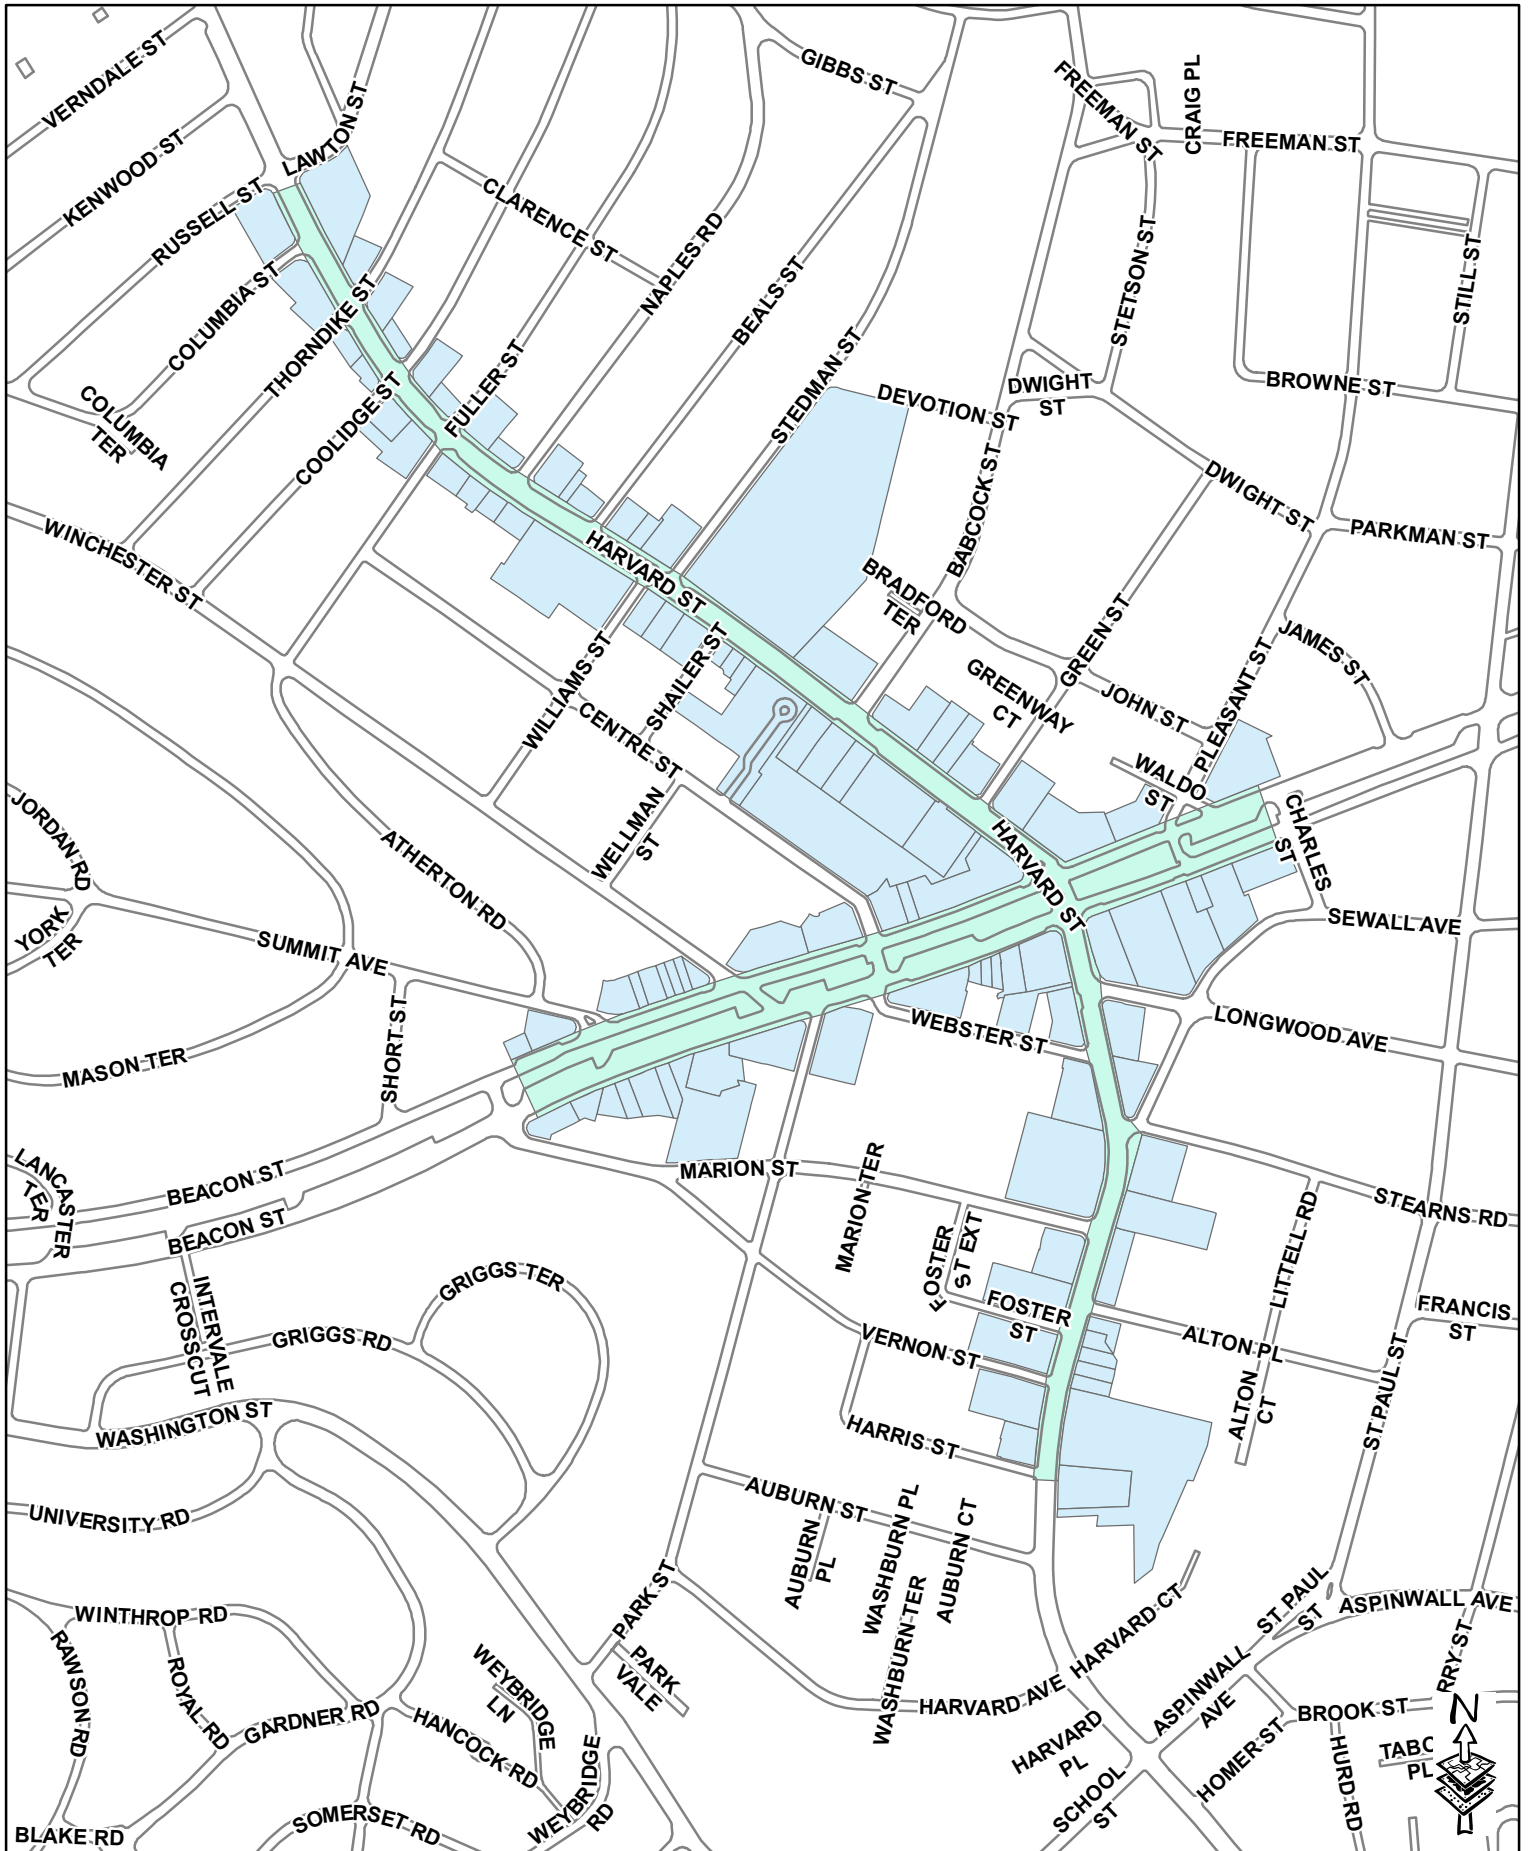 VERNDALE ST
GIBBS ST
CRAIG PL
FREEMAN ST
FREEMAN ST
LAWTON ST
KENWOOD ST
RUSSELL ST
CLARENCE ST
NAPLES RD
BEALS ST
STETSON ST
STILL ST
COLUMBIA ST
THORNDIKE ST
COLUMBIA
TER
COOLIDGE ST
FULLER ST
STEDMAN ST
DEVOTION ST
DWIGHT
ST
BROWNE ST
BABCOCK ST
DWIGHT ST
PARKMAN ST
WINCHESTER ST
HARVARD ST
BRADFORD
TER
GREEN ST
JAMES ST
WILLIAMS ST
SHAILER ST
GREENWAY
CT
JOHN ST
PLEASANT ST
CENTRE ST
WALDO
ST
JORDAN RD
WELLMAN
ST
HARVARD ST
CHARLES
ST
ATHERTON RD
YORK
TER
SUMMIT AVE
SEWALL AVE
SHORT ST
WEBSTER ST
LONGWOOD AVE
MASON TER
LANCASTER
TER
BEACON ST
BEACON ST
MARION ST
MARION TER
FOSTER
ST EXT
STEARNS RD
LITTELL RD
INTERVALE
CROSSCUT
GRIGGS TER
GRIGGS RD
FOSTER
ST
VERNON ST
ALTON PL
FRANCIS
ST
ST PAUL ST
ALTON
CT
WASHINGTON ST
HARRIS ST
UNIVERSITY RD
AUBURN ST
AUBURN
PL
WASHBURN PL
AUBURN CT
WASHBURN TER
PARK ST
PARK
VALE
WINTHROP RD
RAWSON RD
ROYAL RD
GARDNER RD
HANCOCK RD
WEYBRIDGE
LN
WEYBRIDGE
RD
SOMERSET RD
BLAKE RD
HARVARD AVE
HARVARD CT
HARVARD
PL
SCHOOL
ST
ASPINWALL
AVE
ST PAUL
ST
ASPINWALL AVE
RRY ST
BROOK ST
HOMER ST
HURD RD
TABC
PL
N